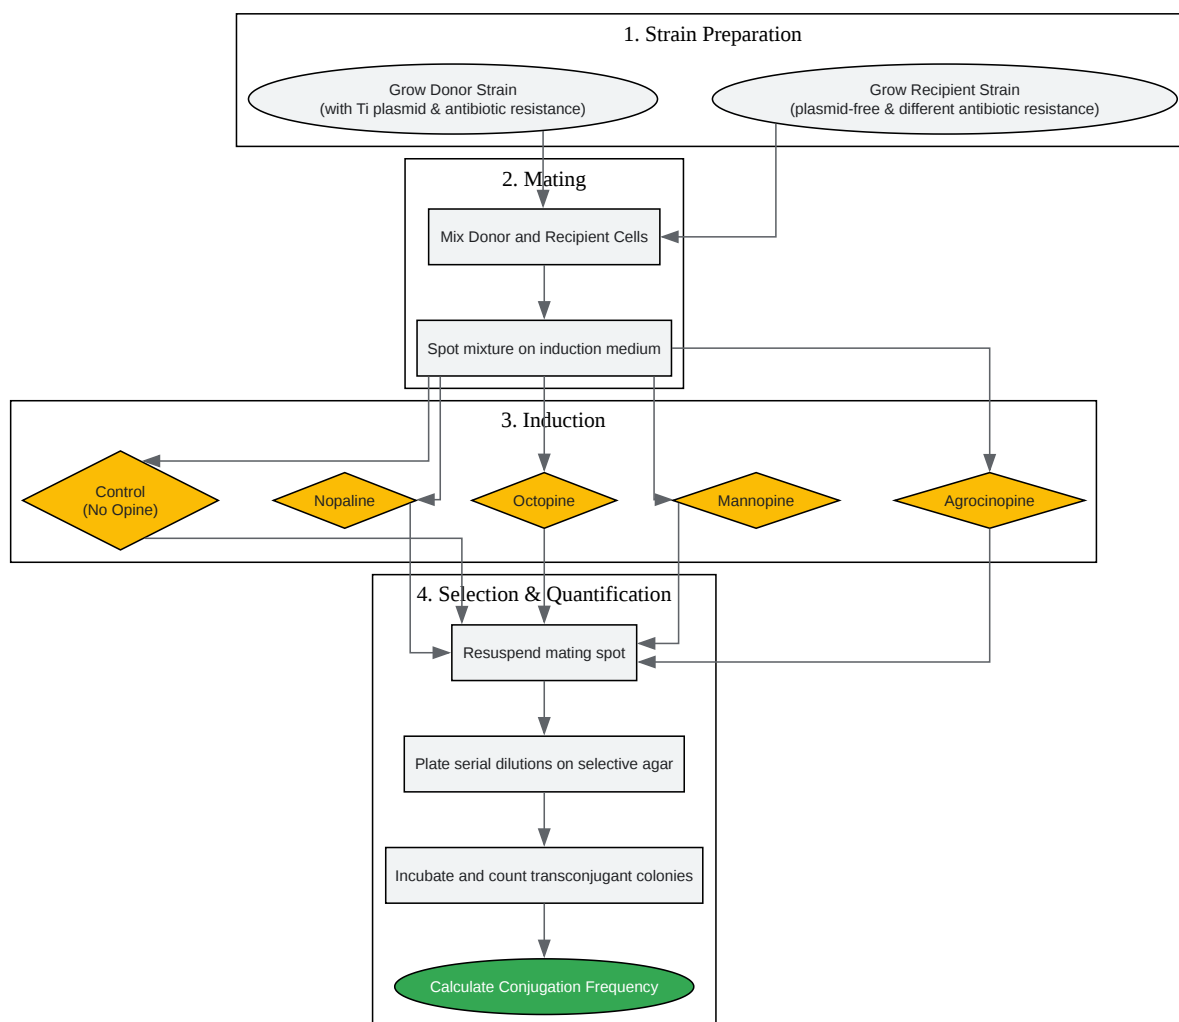 1. Strain Preparation
Grow Donor Strain
(with Ti plasmid & antibiotic resistance)
Grow Recipient Strain
(plasmid-free & different antibiotic resistance)
2. Mating
Mix Donor and Recipient Cells
Spot mixture on induction medium
3. Induction
Control
(No Opine)
Nopaline
Octopine
Mannopine
Agrocinopine
4. Selection & Quantification
Resuspend mating spot
Plate serial dilutions on selective agar
Incubate and count transconjugant colonies
Calculate Conjugation Frequency